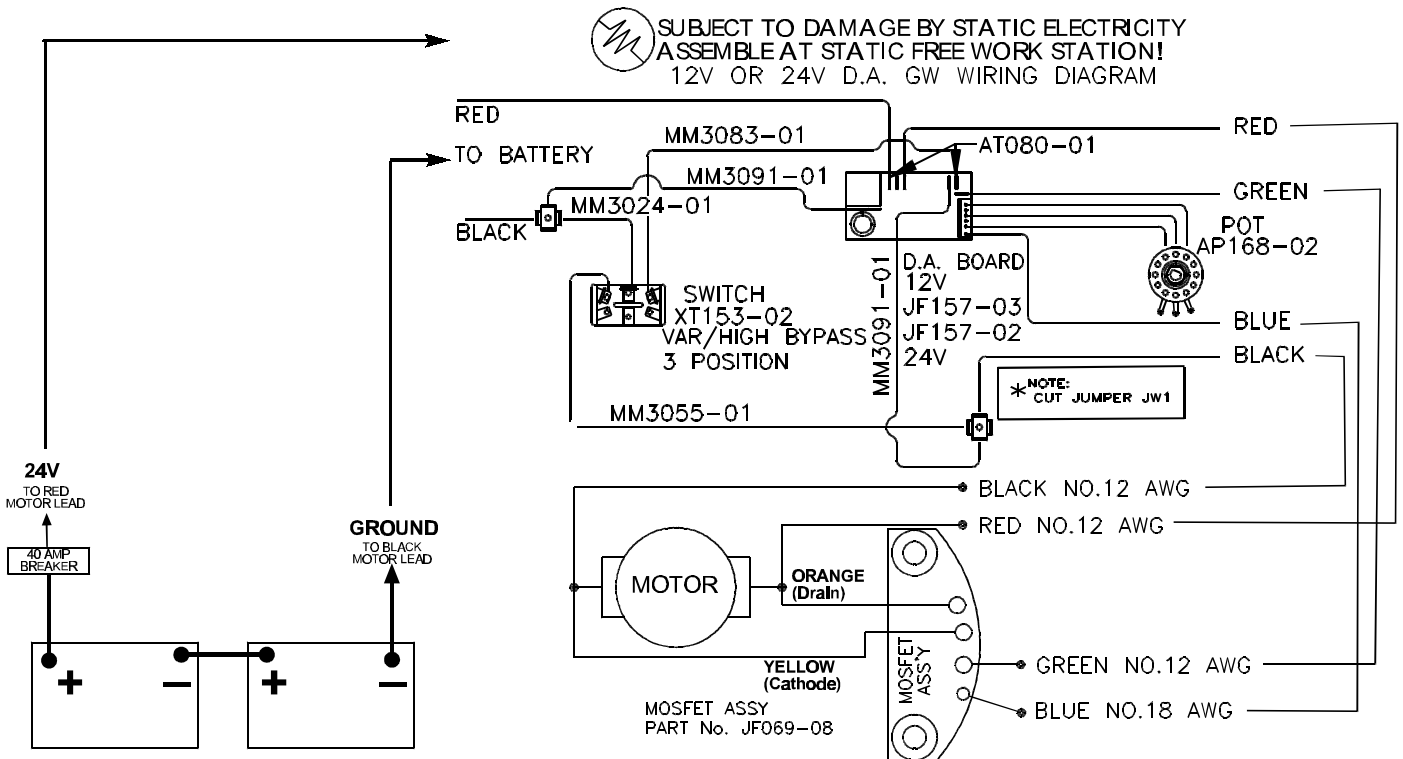 SUBJECT TO DAMAGE BY STATIC ELECTRICITY
ASSEMBLE AT STATIC FREE WORK STATION!
12V OR 24V D.A. GW WIRING DIAGRAM
RED
MM3083-01
AT080-01
RED
TO BATTERY
MM3091-01
MM3024-01
GREEN
BLACK
POT
AP168-02
MM3091-01
D.A. BOARD
12V
JF157-03
JF157-02
24V
SWITCH
XT153-02
VAR/HIGH BYPASS
3 POSITION
BLUE
BLACK
*NOTE:
CUT JUMPER JW1
MM3055-01
24V
TO RED
MOTOR LEAD
40 AMP
BREAKER
GROUND
TO BLACK
MOTOR LEAD
BLACK NO.12 AWG
RED NO.12 AWG
MOTOR
ORANGE
(Drain)
YELLOW
(Cathode)
MOSFET
ASS'Y
GREEN NO.12 AWG
BLUE NO.18 AWG
MOSFET ASSY
PART No. JF069-08
+ −
+ −